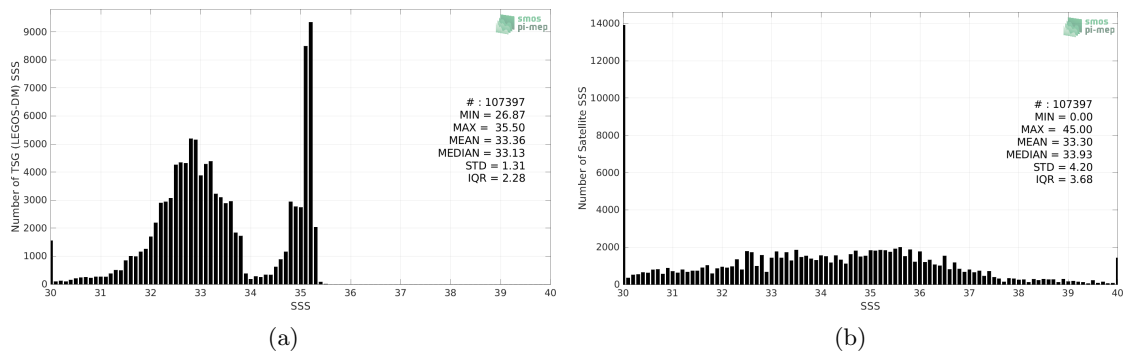 Number of TSG (LEGOS-DM) SSS
9000
8000
7000
6000
5000
4000
3000
2000
1000
0
30 31 32 33 34 35 36 37 38 39 40
SSS
smos
pi-mep
# : 107397
MIN = 26.87
MAX = 35.50
MEAN = 33.36
MEDIAN = 33.13
STD = 1.31
IQR = 2.28
(a)
Number of Satellite SSS
14000
12000
10000
8000
6000
4000
2000
0
30 31 32 33 34 35 36 37 38 39 40
SSS
smos
pi-mep
# : 107397
MIN = 0.00
MAX = 45.00
MEAN = 33.30
MEDIAN = 33.93
STD = 4.20
IQR = 3.68
(b)